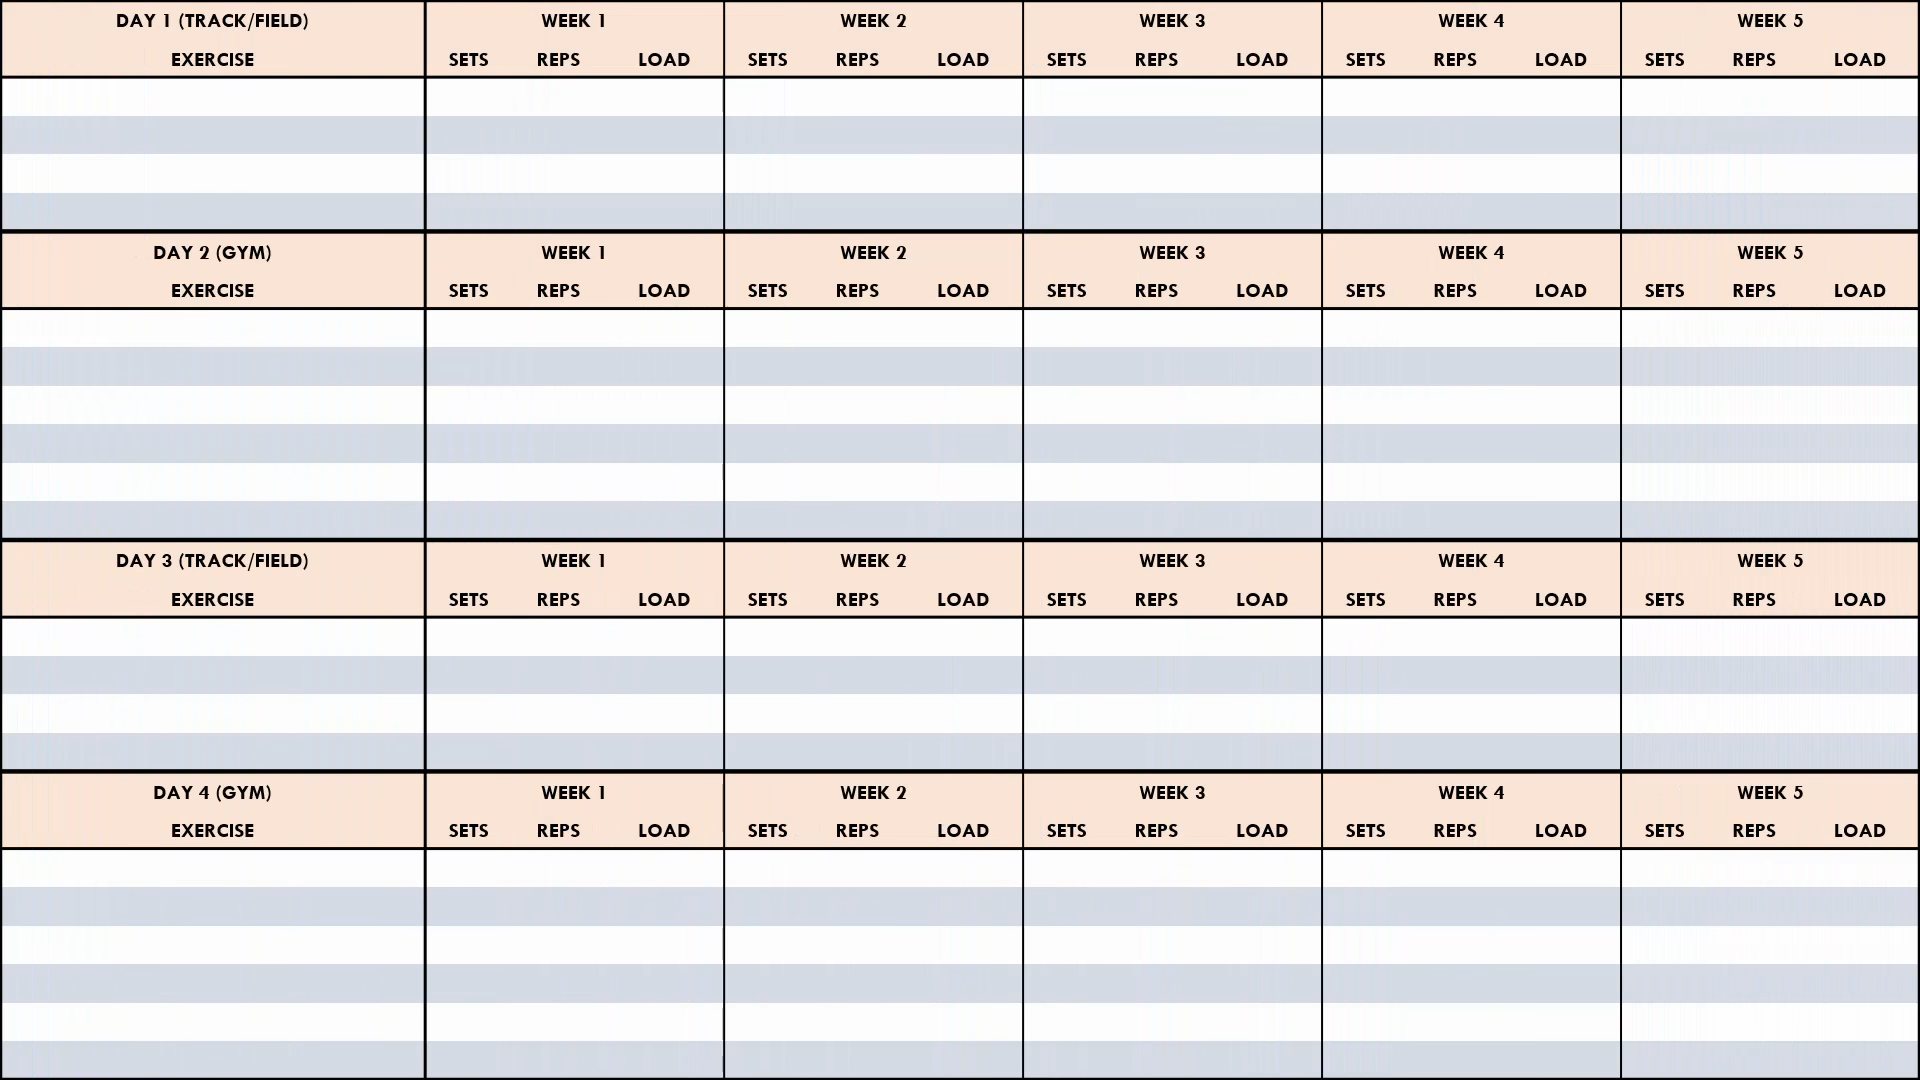 DAY 1 (TRACK/FIELD) WEEK 1 WEEK 2 WEEK 3 WEEK 4 WEEK 5
EXERCISE SETS REPS LOAD SETS REPS LOAD SETS REPS LOAD SETS REPS LOAD SETS REPS LOAD
DAY 2 (GYM) WEEK 1 WEEK 2 WEEK 3 WEEK 4 WEEK 5
EXERCISE SETS REPS LOAD SETS REPS LOAD SETS REPS LOAD SETS REPS LOAD SETS REPS LOAD
DAY 3 (TRACK/FIELD) WEEK 1 WEEK 2 WEEK 3 WEEK 4 WEEK 5
EXERCISE SETS REPS LOAD SETS REPS LOAD SETS REPS LOAD SETS REPS LOAD SETS REPS LOAD
DAY 4 (GYM) WEEK 1 WEEK 2 WEEK 3 WEEK 4 WEEK 5
EXERCISE SETS REPS LOAD SETS REPS LOAD SETS REPS LOAD SETS REPS LOAD SETS REPS LOAD